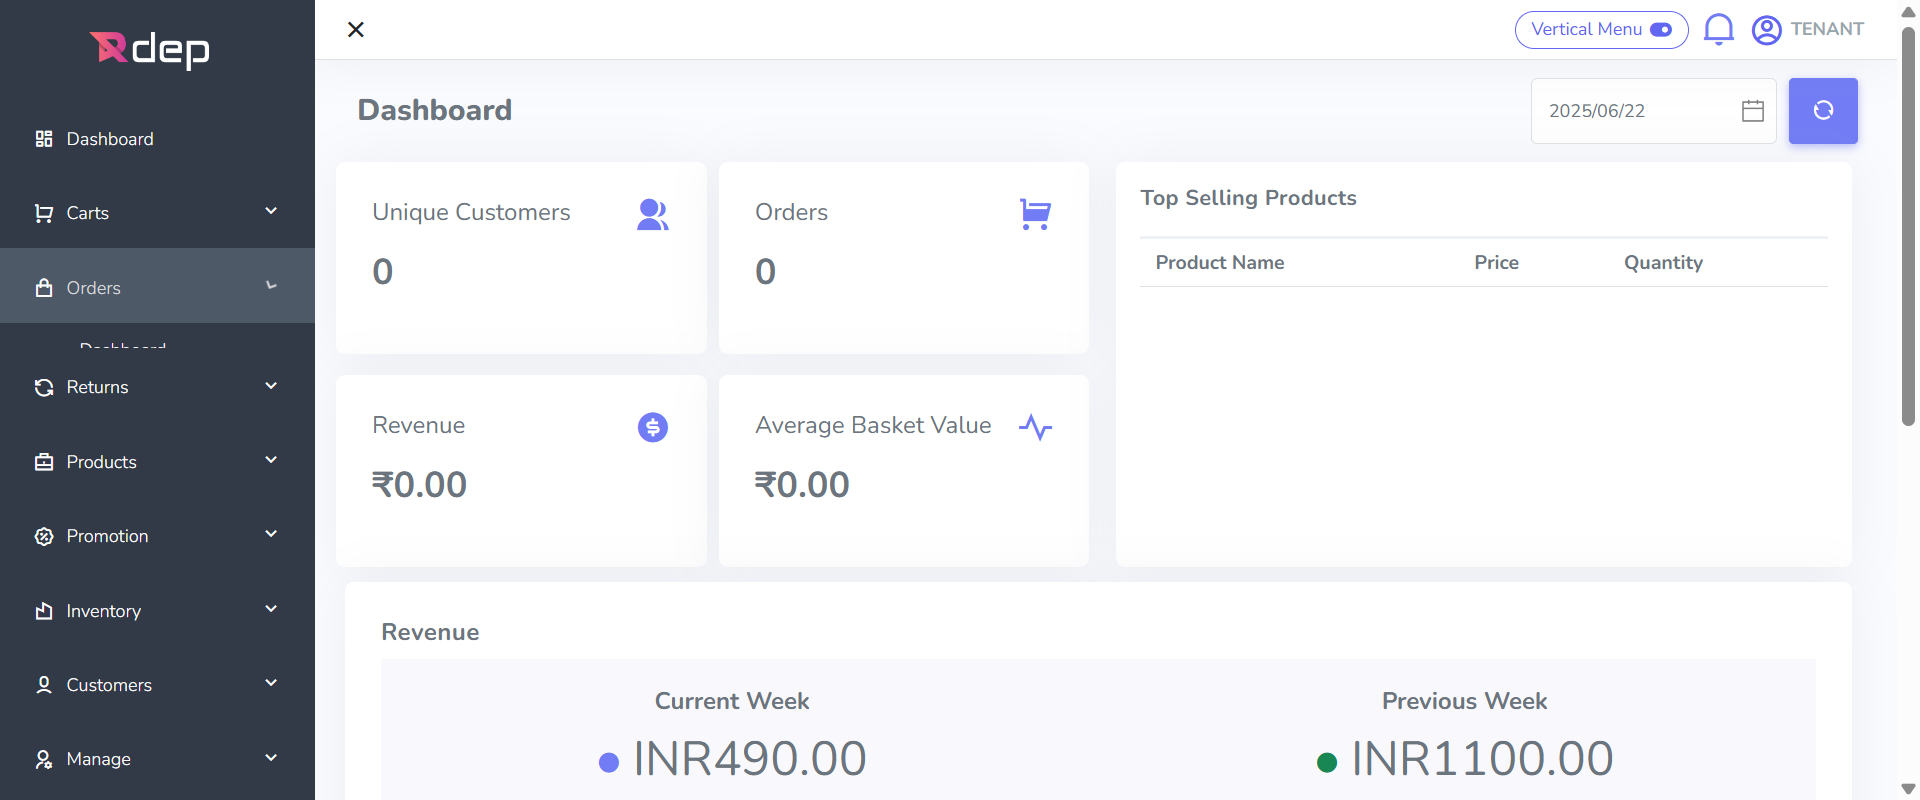 Rdep
Vertical Menu
TENANT
Dashboard
Carts
Orders
Dashboard
Returns
Products
Promotion
Inventory
Customers
Manage
Dashboard
2025/06/22
Unique Customers
0
Orders
0
Revenue
₹0.00
Average Basket Value
₹0.00
Top Selling Products
Product Name Price Quantity
Revenue
Current Week
INR490.00
Previous Week
INR1100.00